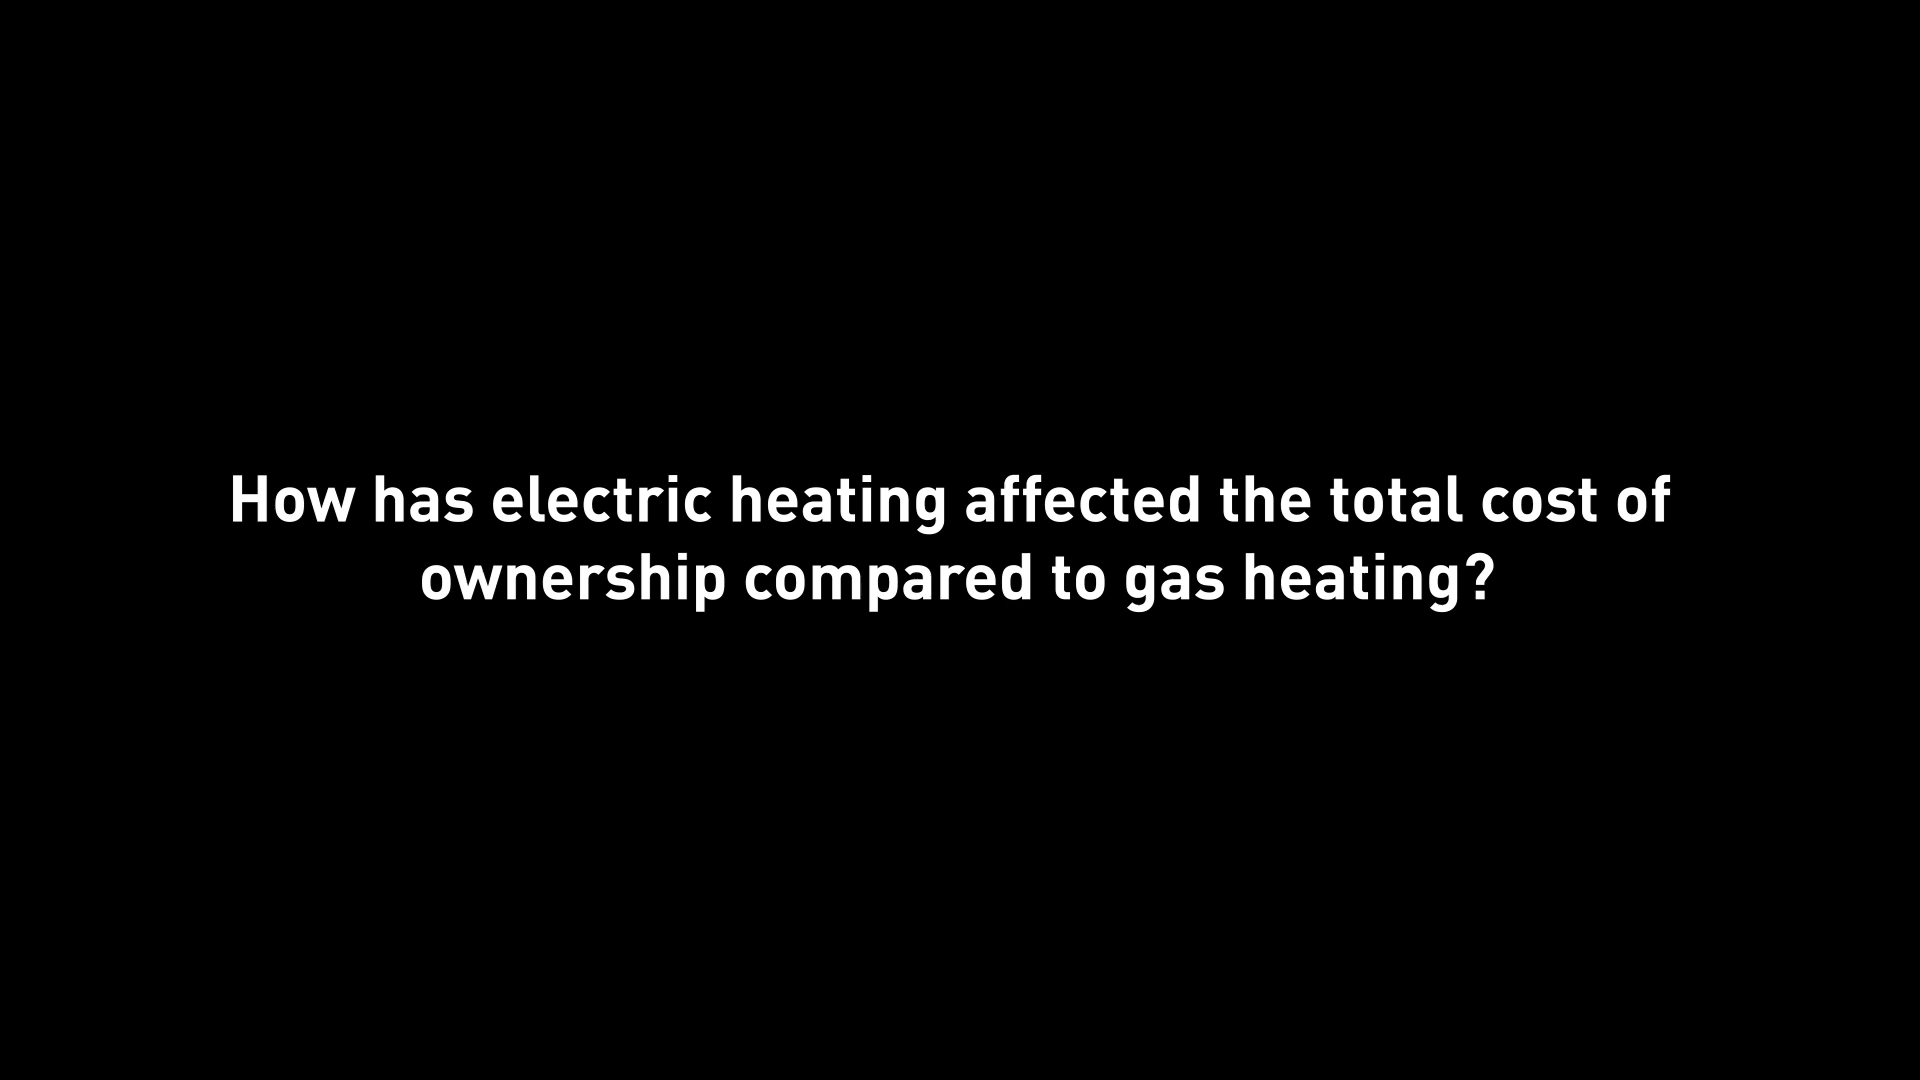 How has electric heating affected the total cost of
ownership compared to gas heating?